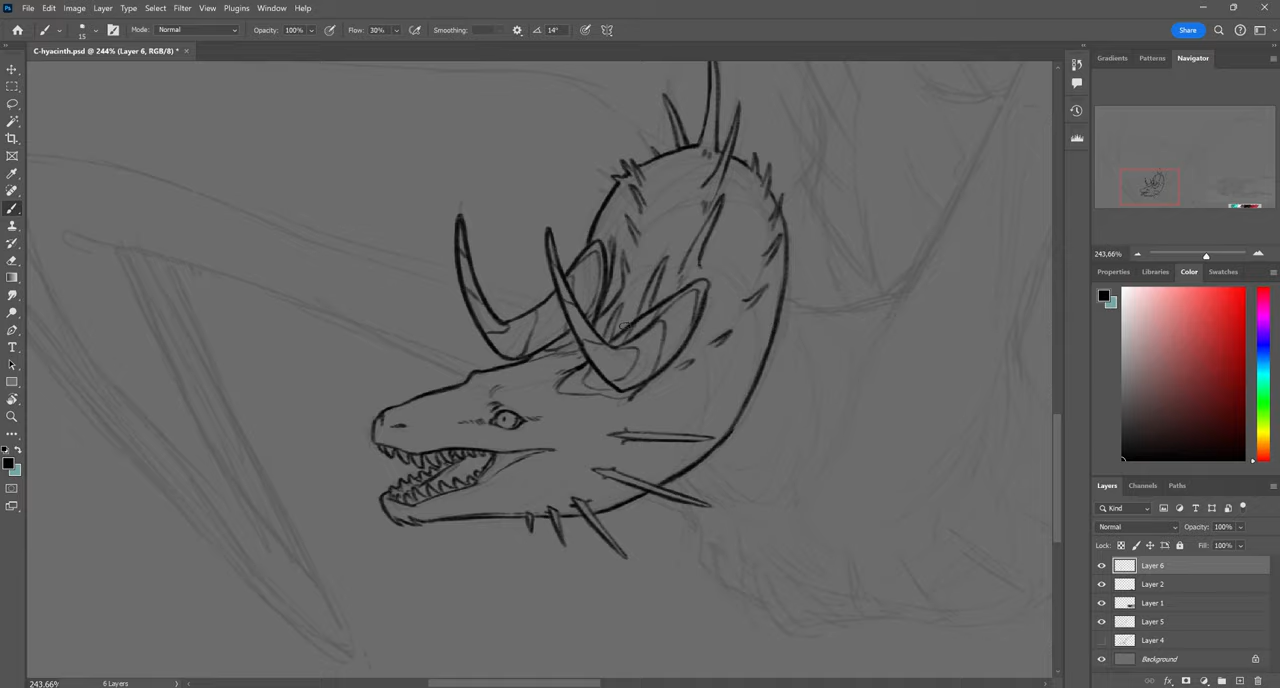 File Edit Image Layer Type Select Filter View Plugins Window Help
15 Mode: Normal Opacity: 100% Flow: 30% Smoothing: 14° Share
C-hyacinth.psd @ 244% (Layer 6, RGB/8) *
Gradients Patterns Navigator
243,66%
Properties Libraries Color Swatches
Layers Channels Paths
Kind
Normal Opacity: 100%
Lock: Fill: 100%
Layer 6
Layer 2
Layer 1
Layer 5
Layer 4
Background
243,66% 6 Layers